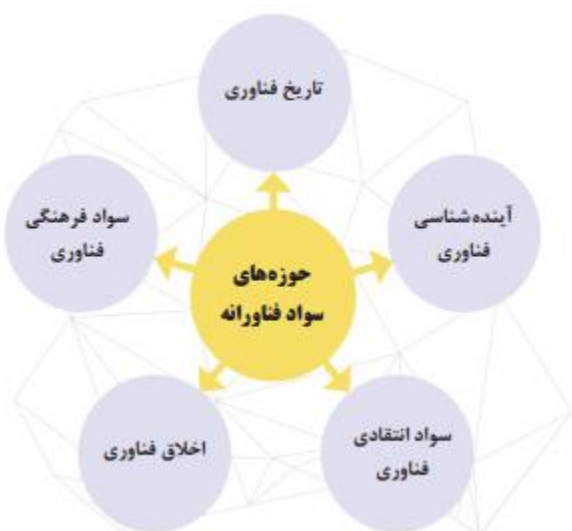 تاریخ فناوری
آینده‌شناسی
فناوری
سواد فرهنگی
فناوری
حوزه‌های
سواد فناورانه
سواد انتقادی
فناوری
اخلاق فناوری